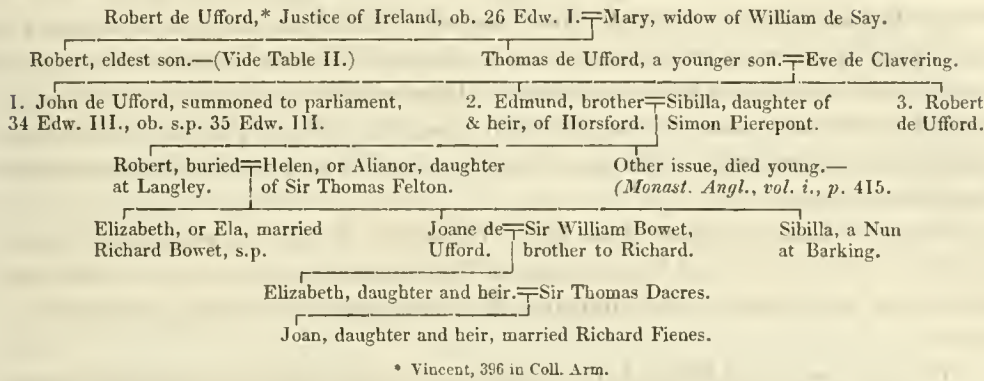 Robert de Ufford,* Justice of Ireland, ob. 26 Edw. I.=Mary, widow of William de Say.
Robert, eldest son.—(Vide Table II.) Thomas de Ufford, a younger son.=Eve de Clavering.
1. John de Ufford, summoned to parliament, 2. Edmund, brother=Sibilla, daughter of 3. Robert
34 Edw. III., ob. s.p. 35 Edw. III. & heir, of Horsford. Simon Pierepont. de Ufford.
Robert, buried=Helen, or Alianor, daughter Other issue, died young.—
at Langley. of Sir Thomas Felton. (Monast. Angl., vol. i., p. 415.
Elizabeth, or Ela, married Joane de=Sir William Bowet, Sibilla, a Nun
Richard Bowet, s.p. Ufford. brother to Richard. at Barking.
Elizabeth, daughter and heir.=Sir Thomas Dacres.
Joan, daughter and heir, married Richard Fienes.
* Vincent, 396 in Coll. Arm.